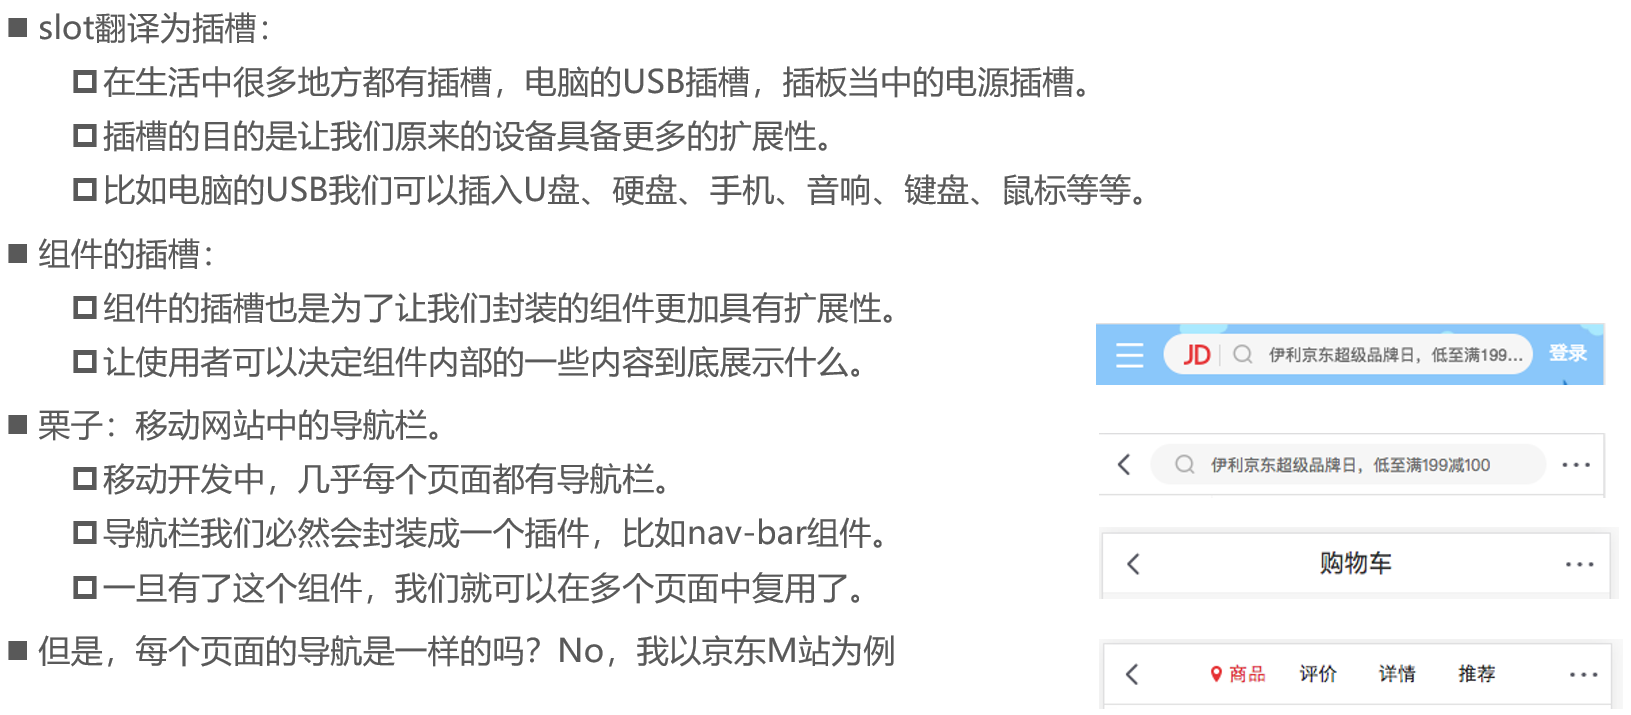 slot翻译为插槽：
在生活中很多地方都有插槽，电脑的USB插槽，插板当中的电源插槽。
插槽的目的是让我们原来的设备具备更多的扩展性。
比如电脑的USB我们可以插入U盘、硬盘、手机、音响、键盘、鼠标等等。
组件的插槽：
组件的插槽也是为了让我们封装的组件更加具有扩展性。
让使用者可以决定组件内部的一些内容到底展示什么。
栗子：移动网站中的导航栏。
移动开发中，几乎每个页面都有导航栏。
导航栏我们必然会封装成一个插件，比如nav-bar组件。
一旦有了这个组件，我们就可以在多个页面中复用了。
但是，每个页面的导航是一样的吗？No，我以京东M站为例
JD 伊利京东超级品牌日，低至满199... 登录
伊利京东超级品牌日，低至满199减100 ···
购物车 ···
商品 评价 详情 推荐 ···